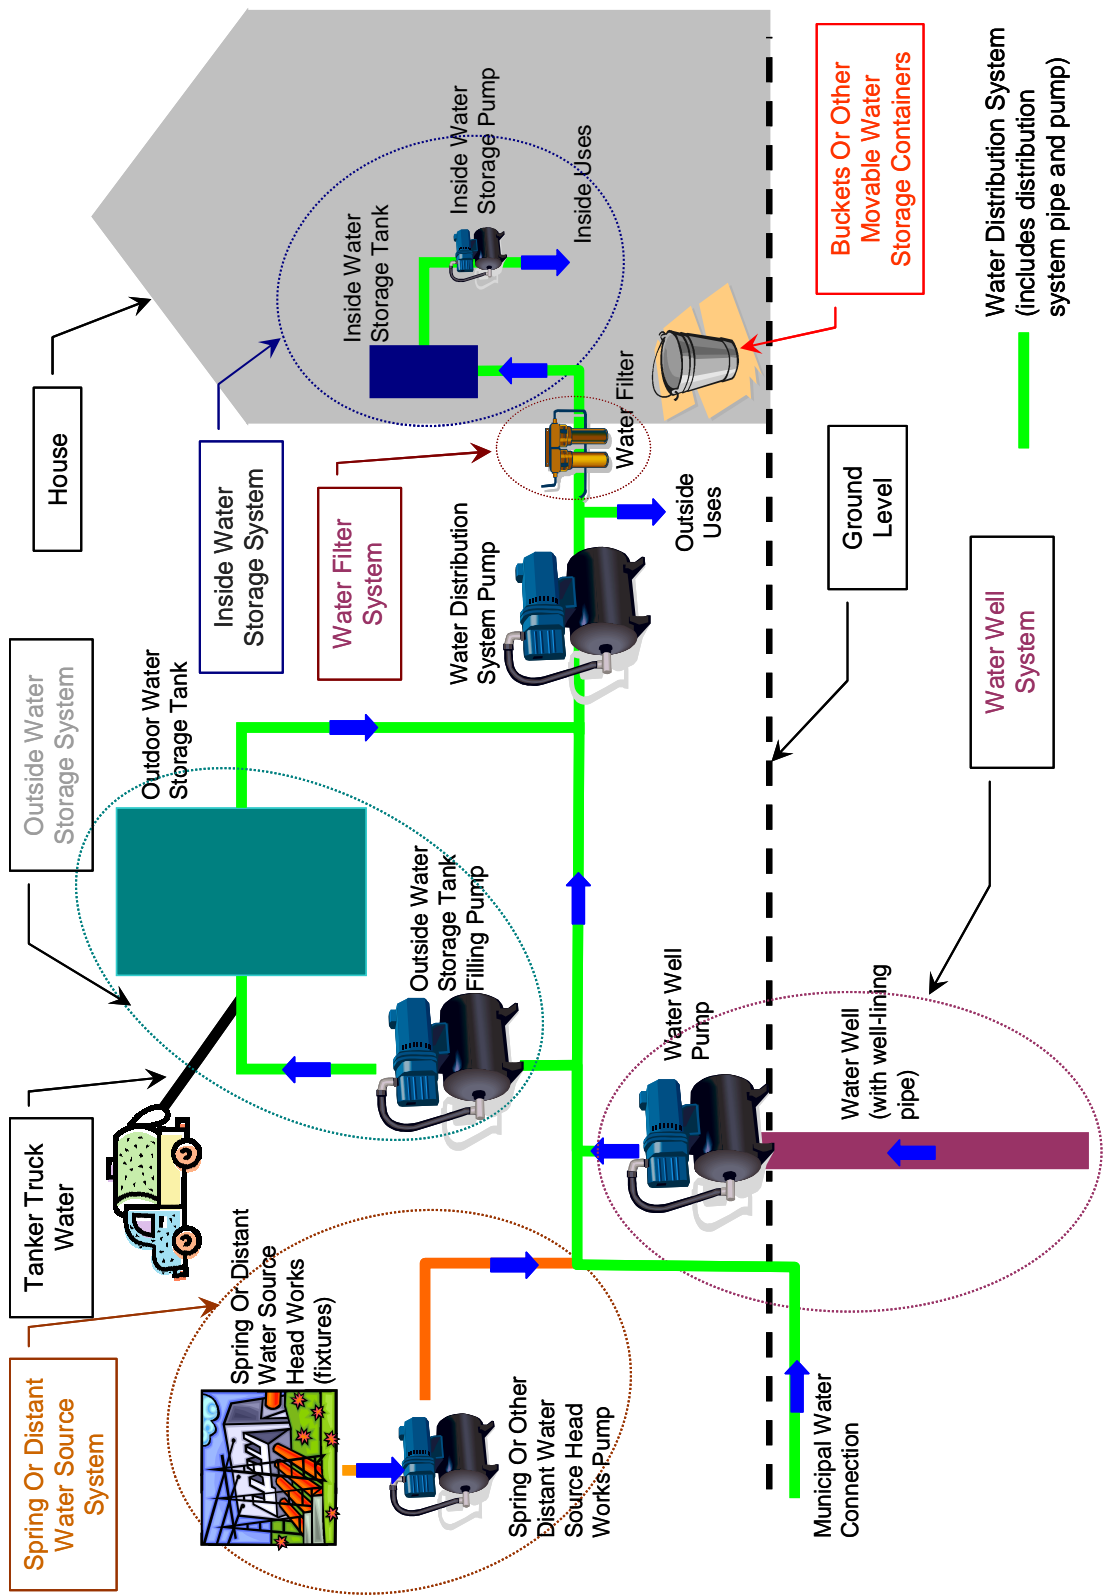 Spring Or Distant
Water Source
System
Tanker Truck
Water
Outside Water
Storage System
House
Inside Water
Storage System
Water Filter
System
Spring Or Distant
Water Source
Head Works
(fixtures)
Outdoor Water
Storage Tank
Inside Water
Storage Tank
Inside Water
Storage Pump
Inside Uses
Water Distribution
System Pump
Outside Water
Storage Tank
Filling Pump
Spring Or Other
Distant Water
Source Head
Works Pump
Water Filter
Outside
Uses
Water Well
Pump
Buckets Or Other
Movable Water
Storage Containers
Ground
Level
Municipal Water
Connection
Water Well
(with well-lining
pipe)
Water Well
System
Water Distribution System
(includes distribution
system pipe and pump)